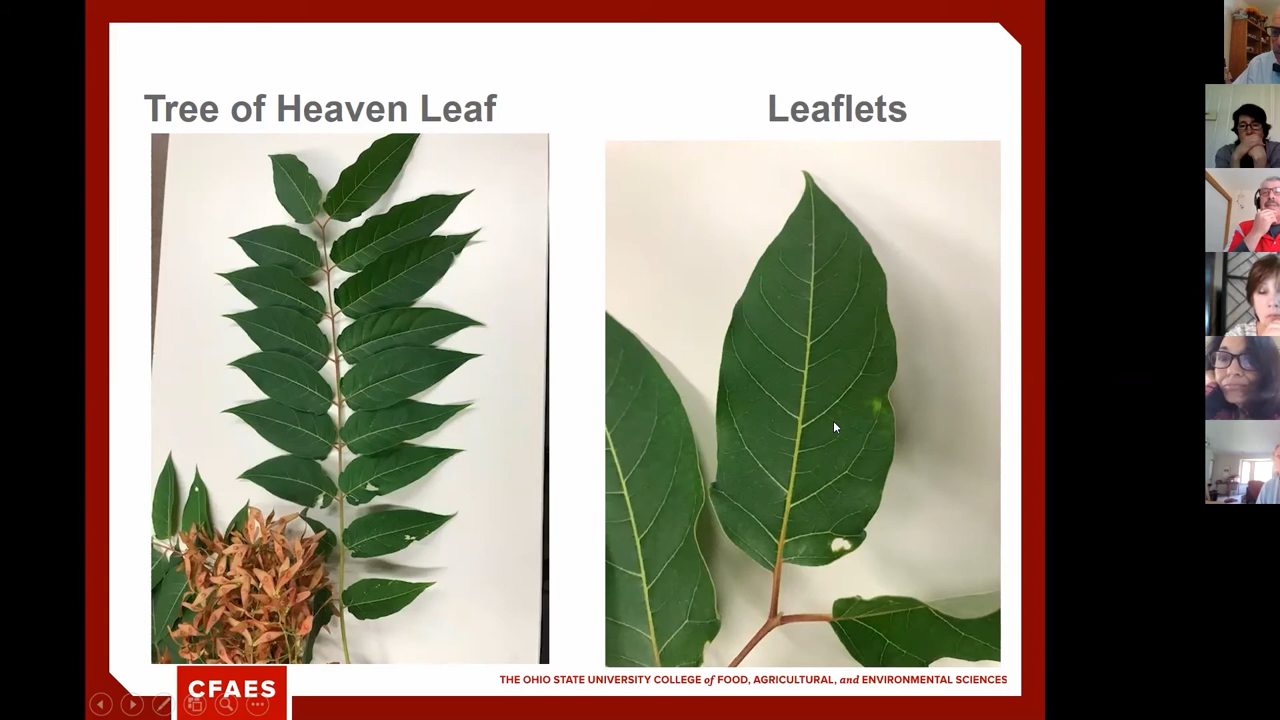 Tree of Heaven Leaf
Leaflets
CFAES
THE OHIO STATE UNIVERSITY COLLEGE of FOOD, AGRICULTURAL, and ENVIRONMENTAL SCIENCES